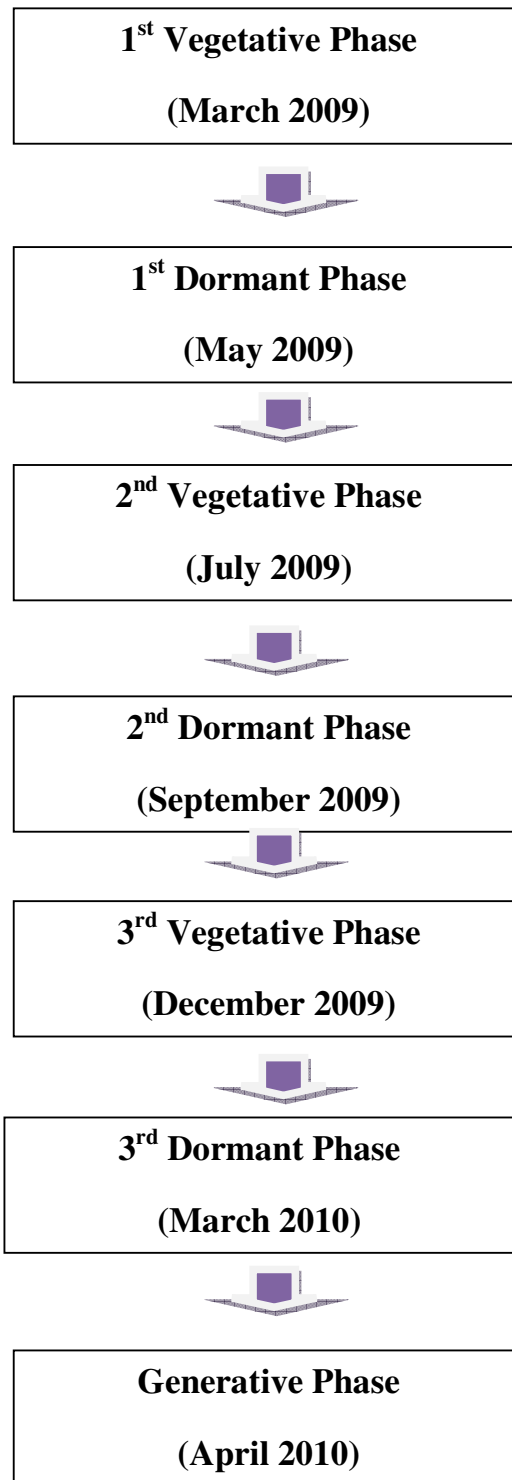 1st Vegetative Phase
(March 2009)
1st Dormant Phase
(May 2009)
2nd Vegetative Phase
(July 2009)
2nd Dormant Phase
(September 2009)
3rd Vegetative Phase
(December 2009)
3rd Dormant Phase
(March 2010)
Generative Phase
(April 2010)